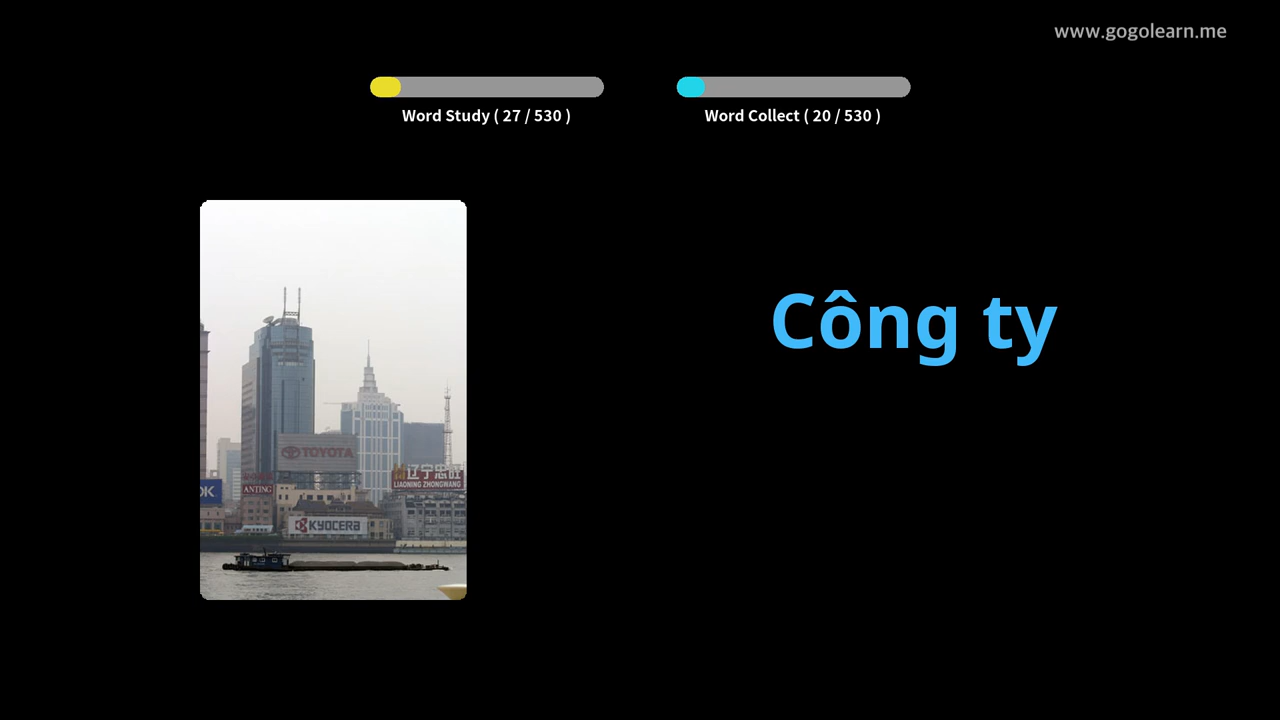 www.gogolearn.me
Word Study ( 27 / 530 )
Word Collect ( 20 / 530 )
Công ty
TOYOTA
辽宁忠旺
LIAONING ZHONGWANG
ANTING
KYOCERA